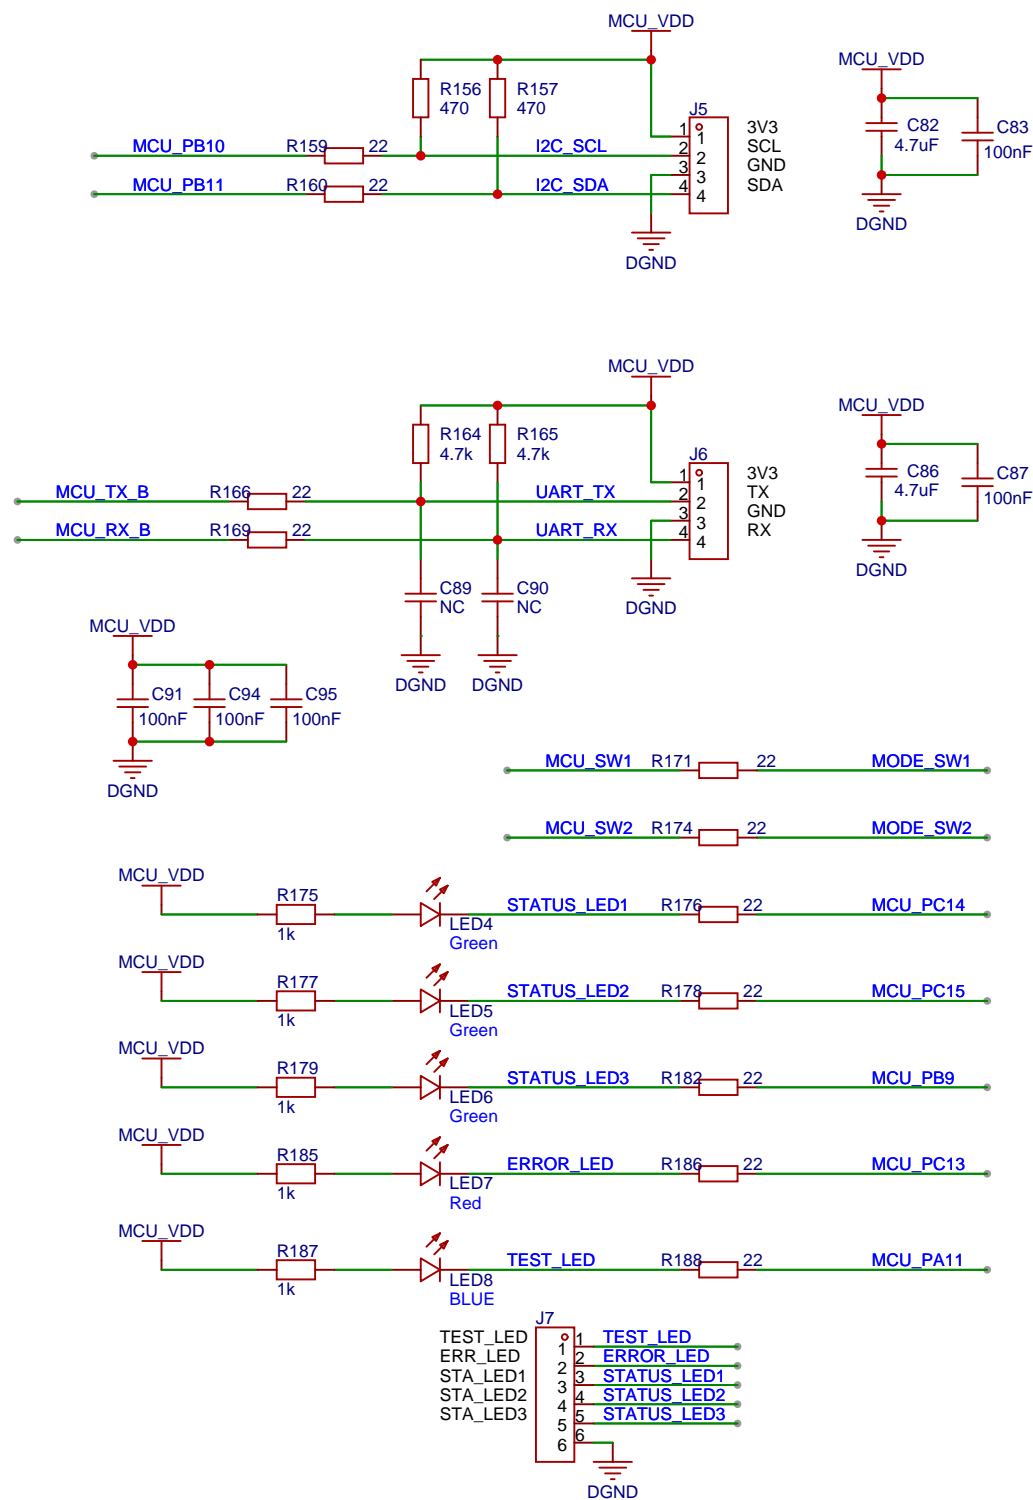 MCU_VDD
R156
470
R157
470
J5
MCU_PB10
R159
22
I2C_SCL
MCU_PB11
R160
22
I2C_SDA
1
2
3
4
1
2
3
4
3V3
SCL
GND
SDA
DGND
MCU_VDD
C82
4.7uF
C83
100nF
DGND
MCU_VDD
R164
4.7k
R165
4.7k
J6
MCU_TX_B
R166
22
UART_TX
MCU_RX_B
R169
22
UART_RX
1
2
3
4
1
2
3
4
3V3
TX
GND
RX
DGND
MCU_VDD
C86
4.7uF
C87
100nF
DGND
C89
NC
C90
NC
DGND
DGND
MCU_VDD
C91
100nF
C94
100nF
C95
100nF
DGND
MCU_SW1
R171
22
MODE_SW1
MCU_SW2
R174
22
MODE_SW2
MCU_VDD
R175
1k
LED4
Green
STATUS_LED1
R176
22
MCU_PC14
MCU_VDD
R177
1k
LED5
Green
STATUS_LED2
R178
22
MCU_PC15
MCU_VDD
R179
1k
LED6
Green
STATUS_LED3
R182
22
MCU_PB9
MCU_VDD
R185
1k
LED7
Red
ERROR_LED
R186
22
MCU_PC13
MCU_VDD
R187
1k
LED8
BLUE
TEST_LED
R188
22
MCU_PA11
J7
TEST_LED
ERR_LED
STA_LED1
STA_LED2
STA_LED3
1
2
3
4
5
6
1
2
3
4
5
6
TEST_LED
ERROR_LED
STATUS_LED1
STATUS_LED2
STATUS_LED3
DGND